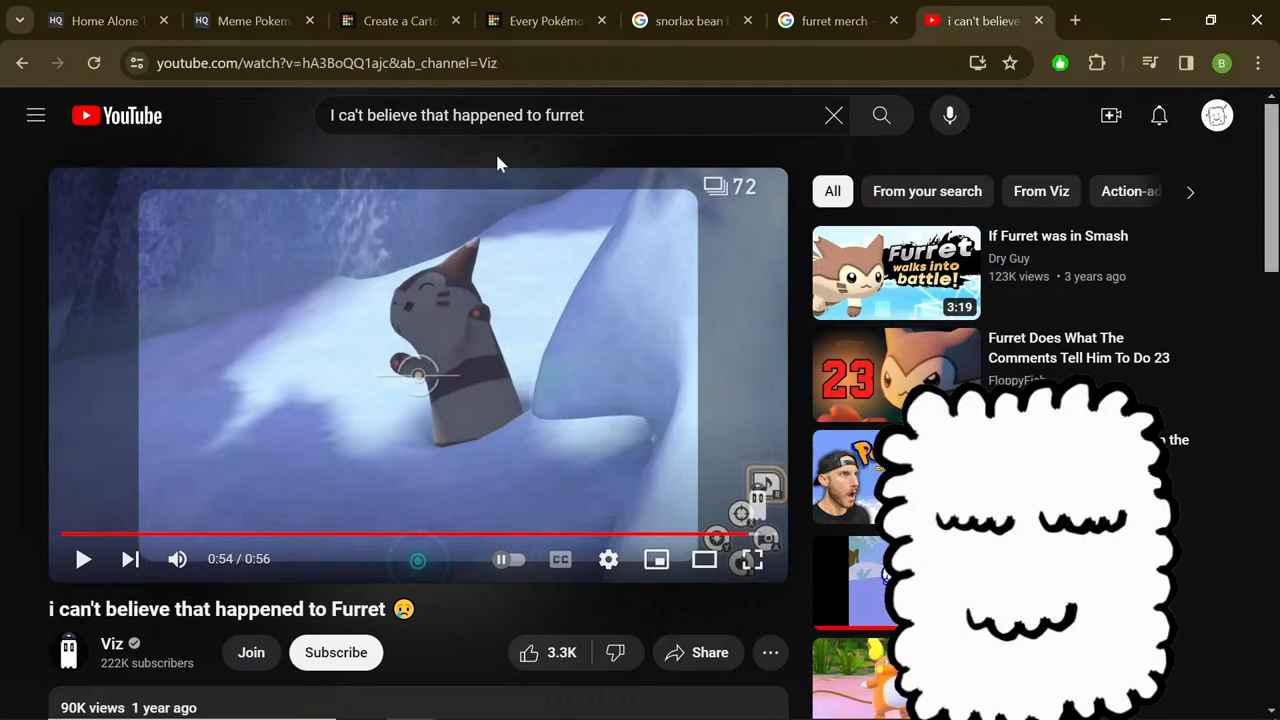 Home Alone T
Meme Pokem
Create a Carto
Every Pokémo
snorlax bean b
furret merch -
i can't believe
youtube.com/watch?v=hA3BoQQ1ajc&ab_channel=Viz
B
YouTube
I ca't believe that happened to furret
72
All
From your search
From Viz
Action-ad
If Furret was in Smash
Dry Guy
123K views • 3 years ago
Furret
walks into
battle!
3:19
Furret Does What The
Comments Tell Him To Do 23
FloppyFish
23
n the
0:54 / 0:56
CC
i can't believe that happened to Furret 😥
Viz
222K subscribers
Join
Subscribe
3.3K
Share
90K views 1 year ago